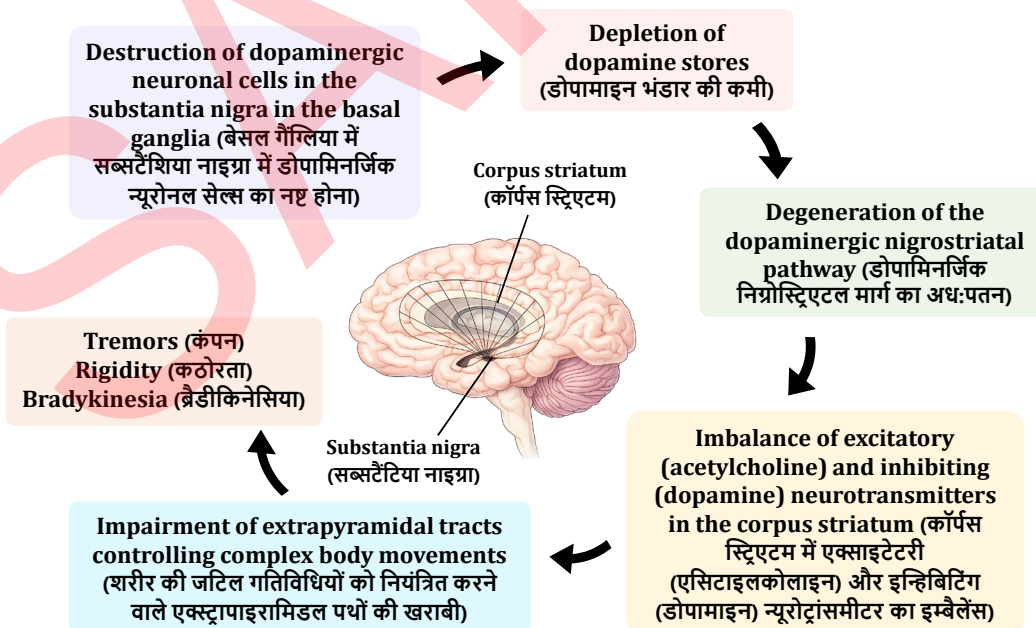 Destruction of dopaminergic
neuronal cells in the
substantia nigra in the basal
ganglia (बेसल गैंग्लिया में
सब्सटैंशिया नाइग्रा में डोपामिनर्जिक
न्यूरोनल सेल्स का नष्ट होना)
Depletion of
dopamine stores
(डोपामाइन भंडार की कमी)
Corpus striatum
(कॉर्पस स्ट्रिएटम)
Degeneration of the
dopaminergic nigrostriatal
pathway (डोपामिनर्जिक
निग्रोस्ट्रिएटल मार्ग का अध:पतन)
Tremors (कंपन)
Rigidity (कठोरता)
Bradykinesia (ब्रैडीकिनेसिया)
Substantia nigra
(सब्सटैंटिया नाइग्रा)
Imbalance of excitatory
(acetylcholine) and inhibiting
(dopamine) neurotransmitters
in the corpus striatum (कॉर्पस
स्ट्रिएटम में एक्साइटेटरी
(एसिटाइलकोलाइन) और इन्हिबिटिंग
(डोपामाइन) न्यूरोट्रांसमीटर का इम्बैलेंस)
Impairment of extrapyramidal tracts
controlling complex body movements
(शरीर की जटिल गतिविधियों को नियंत्रित करने
वाले एक्स्ट्रापाइरामिडल पथों की खराबी)